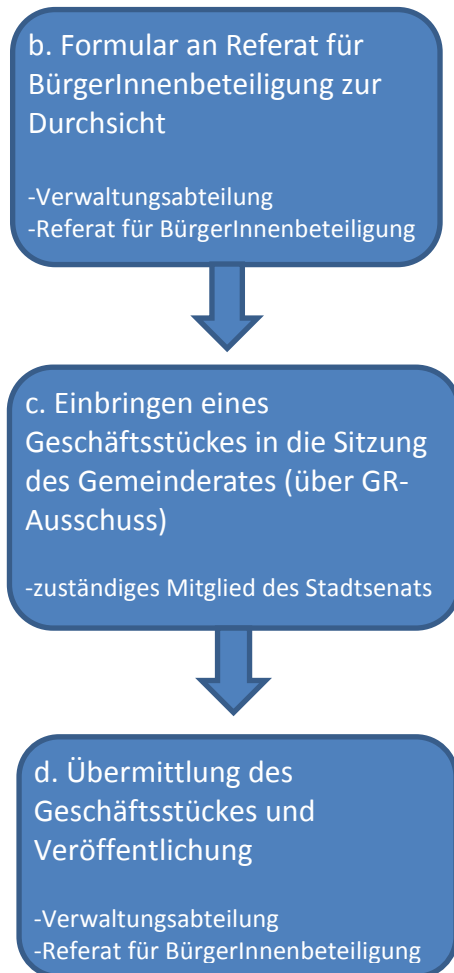 b. Formular an Referat für
BürgerInnenbeteiligung zur
Durchsicht
-Verwaltungsabteilung
-Referat für BürgerInnenbeteiligung
c. Einbringen eines
Geschäftsstückes in die Sitzung
des Gemeinderates (über GR-
Ausschuss)
-zuständiges Mitglied des Stadtsenats
d. Übermittlung des
Geschäftsstückes und
Veröffentlichung
-Verwaltungsabteilung
-Referat für BürgerInnenbeteiligung